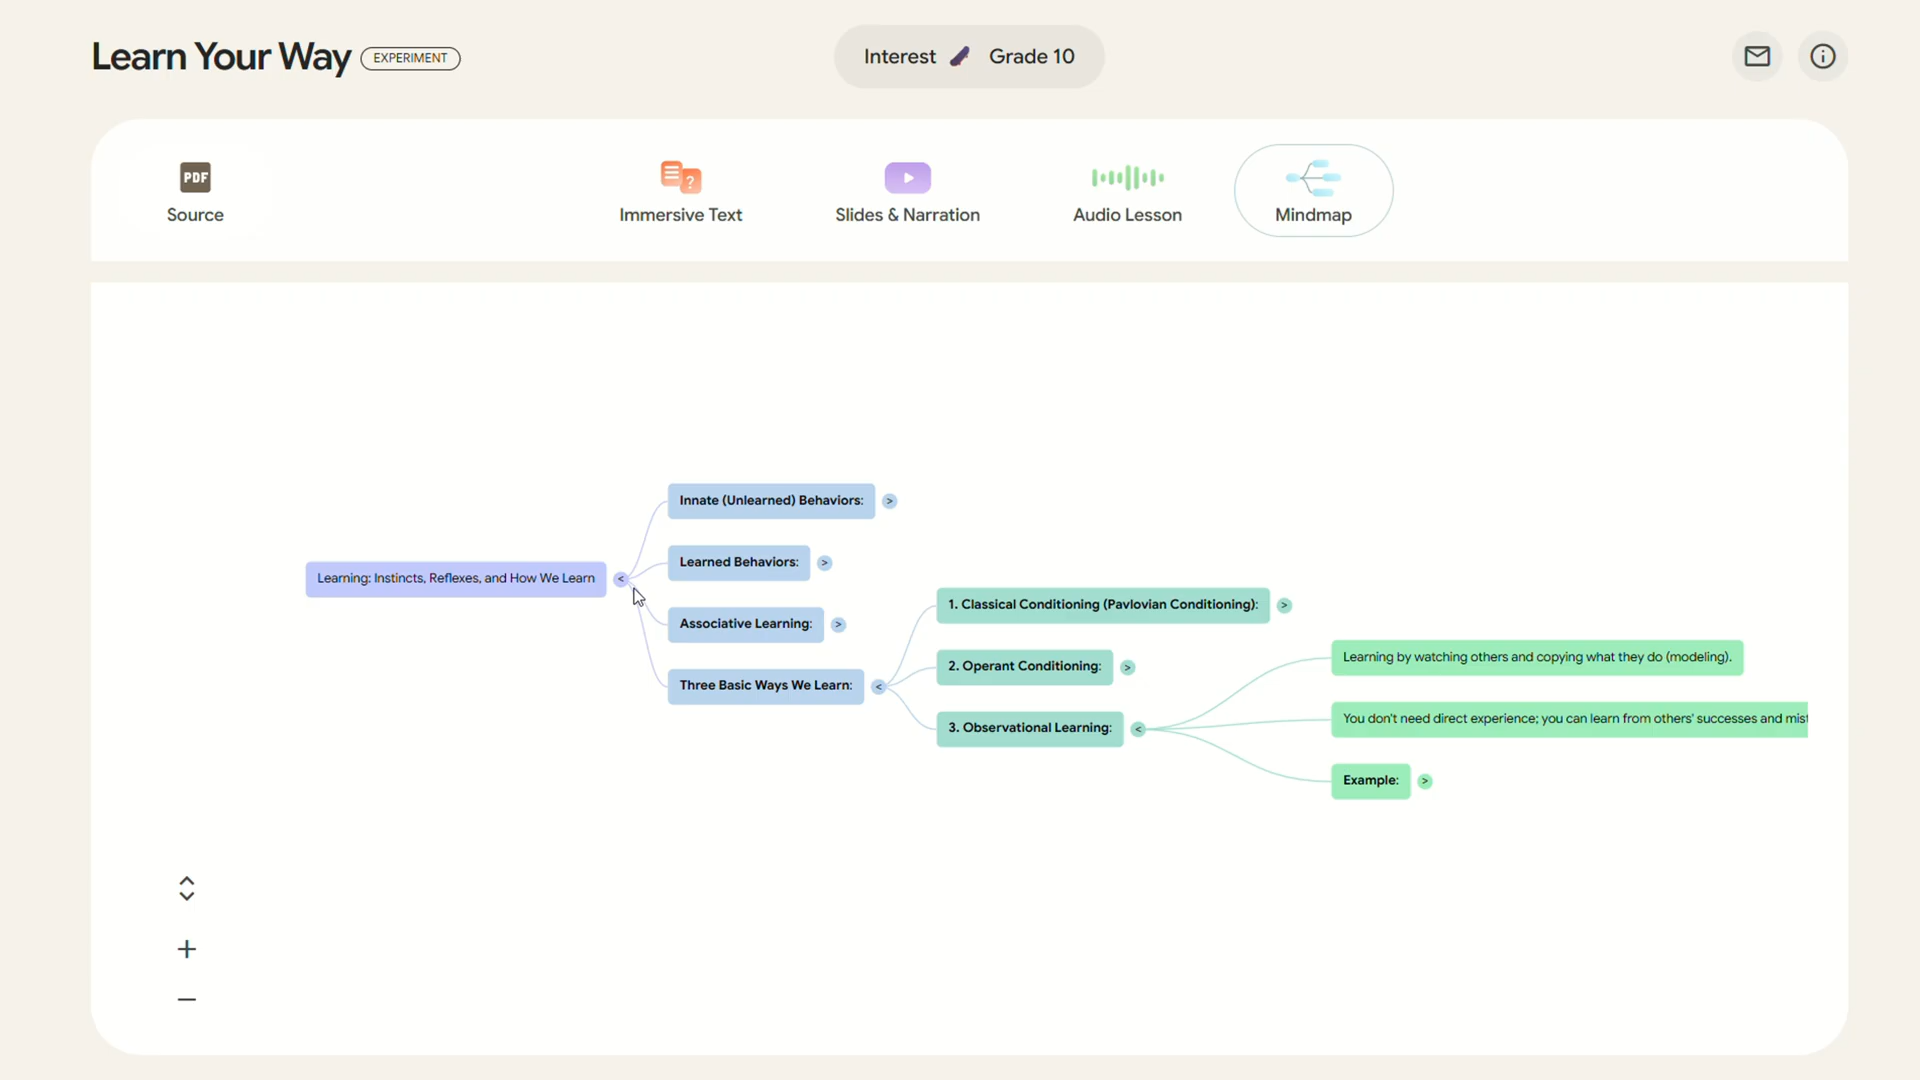 Learn Your Way EXPERIMENT
Interest Grade 10
PDF
Source
?
Immersive Text
Slides & Narration
Audio Lesson
Mindmap
Innate (Unlearned) Behaviors: >
Learning: Instincts, Reflexes, and How We Learn <
Learned Behaviors: >
Associative Learning: >
Three Basic Ways We Learn: <
1. Classical Conditioning (Pavlovian Conditioning): >
2. Operant Conditioning: >
3. Observational Learning: <
Learning by watching others and copying what they do (modeling).
You don't need direct experience; you can learn from others' successes and
Example: >